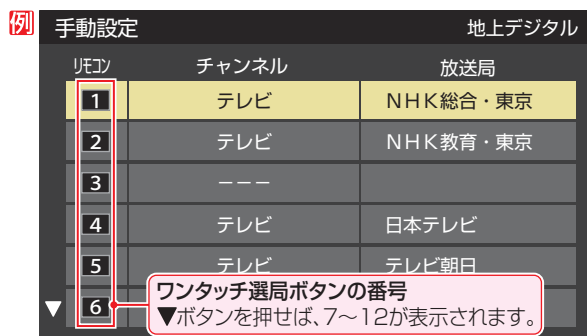 例
手動設定 地上デジタル
リモコン チャンネル 放送局
1 テレビ NHK総合・東京
2 テレビ NHK教育・東京
3 −−−
4 テレビ 日本テレビ
5 テレビ テレビ朝日
▼ 6
ワンタッチ選局ボタンの番号
▼ボタンを押せば、7〜12が表示されます。